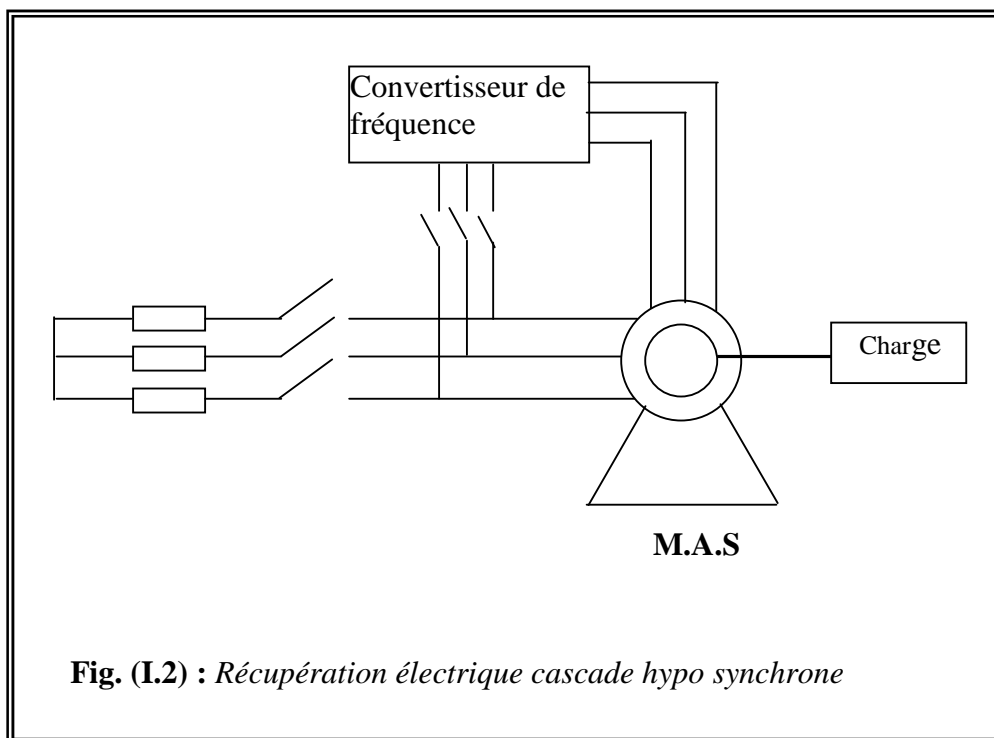 Convertisseur de
fréquence
Charge
M.A.S
Fig. (I.2) : Récupération électrique cascade hypo synchrone